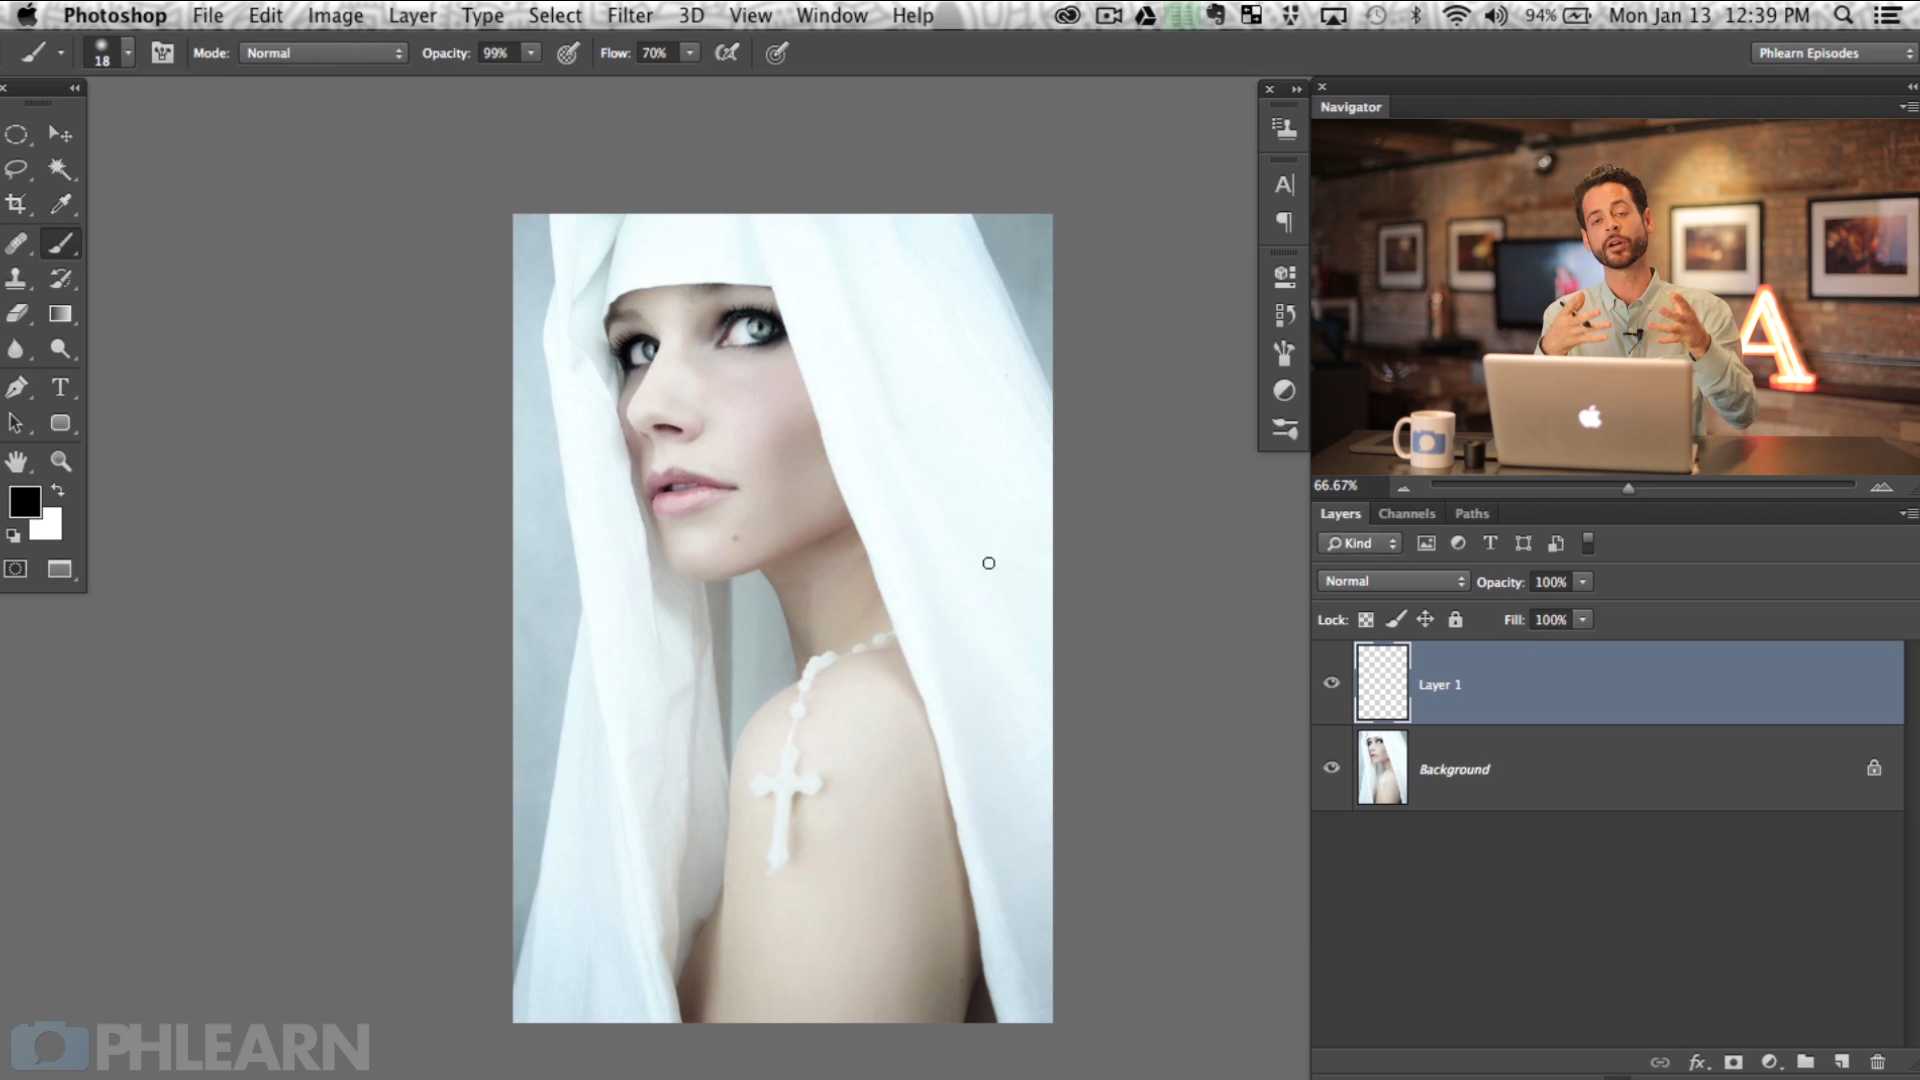 Photoshop File Edit Image Layer Type Select Filter 3D View Window Help 94% Mon Jan 13 12:39 PM
18 Mode: Normal Opacity: 99% Flow: 70% Phlearn Episodes
Navigator
A
66.67%
Layers Channels Paths
Kind
Normal Opacity: 100%
Lock: Fill: 100%
Layer 1
Background
fx
PHLEARN